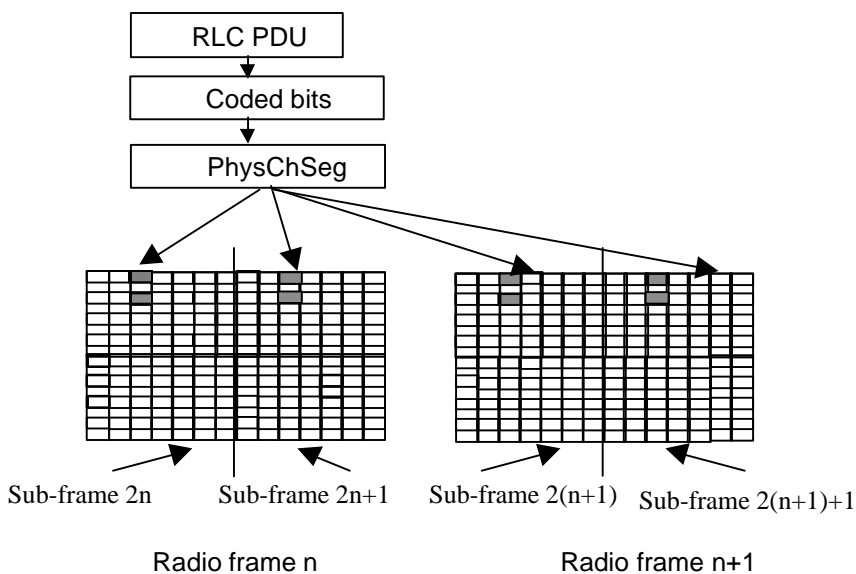 RLC PDU
Coded bits
PhysChSeg
Sub-frame 2n
Sub-frame 2n+1
Sub-frame 2(n+1)
Sub-frame 2(n+1)+1
Radio frame n
Radio frame n+1